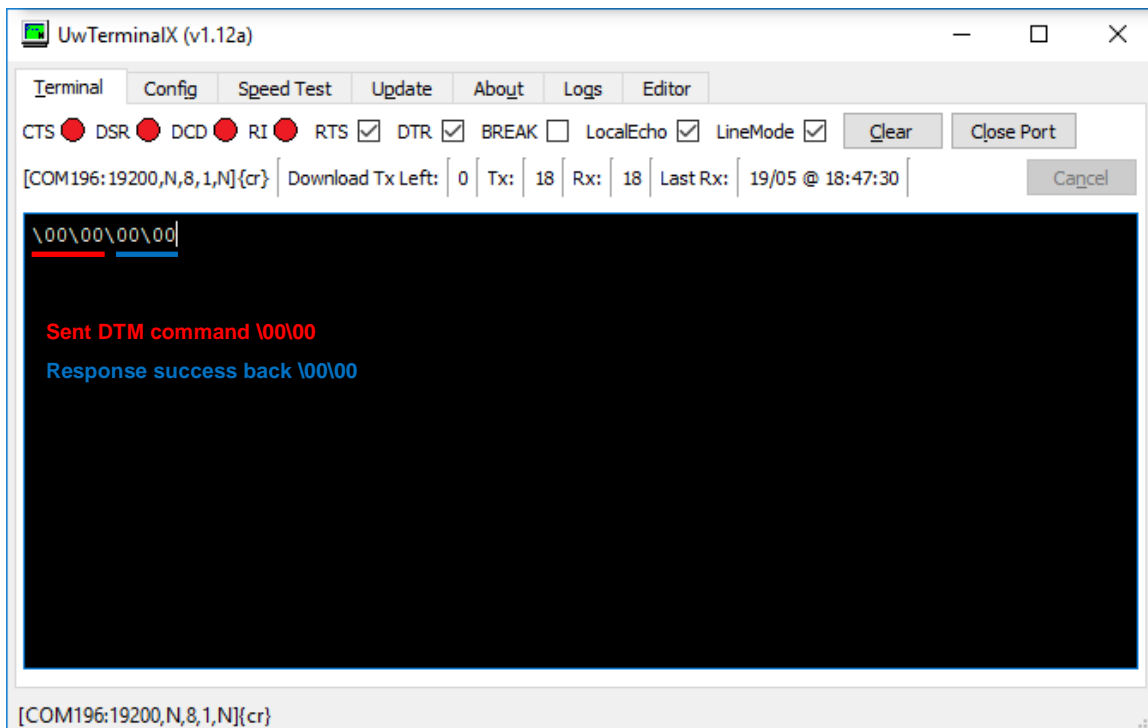 UwTerminalX (v1.12a)
Terminal Config Speed Test Update About Logs Editor
CTS DSR DCD RI RTS DTR BREAK LocalEcho LineMode Clear Close Port
[COM196:19200,N,8,1,N]{cr} Download Tx Left: 0 Tx: 18 Rx: 18 Last Rx: 19/05 @ 18:47:30 Cancel
\00\00\00\00
Sent DTM command \00\00
Response success back \00\00
[COM196:19200,N,8,1,N]{cr}